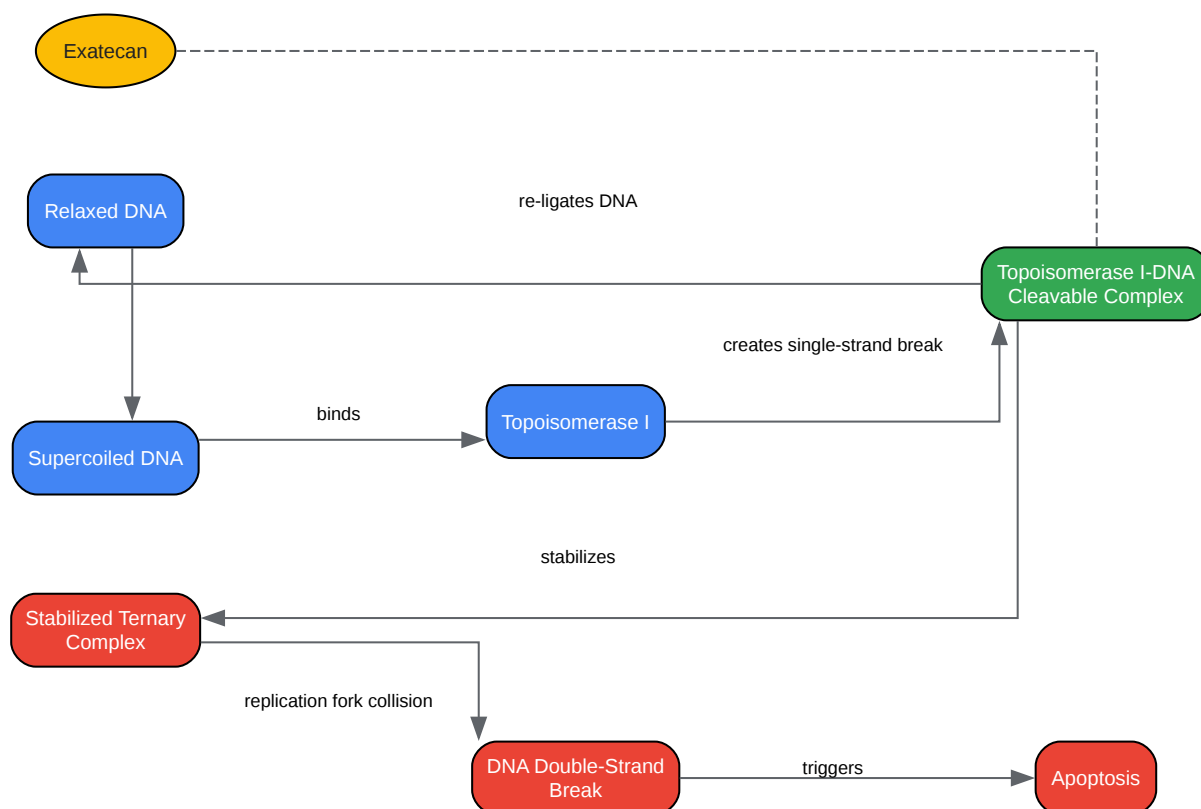 Exatecan
Relaxed DNA
re-ligates DNA
Topoisomerase I-DNA
Cleavable Complex
creates single-strand break
binds
Topoisomerase I
Supercoiled DNA
stabilizes
Stabilized Ternary
Complex
replication fork collision
DNA Double-Strand
Break
triggers
Apoptosis